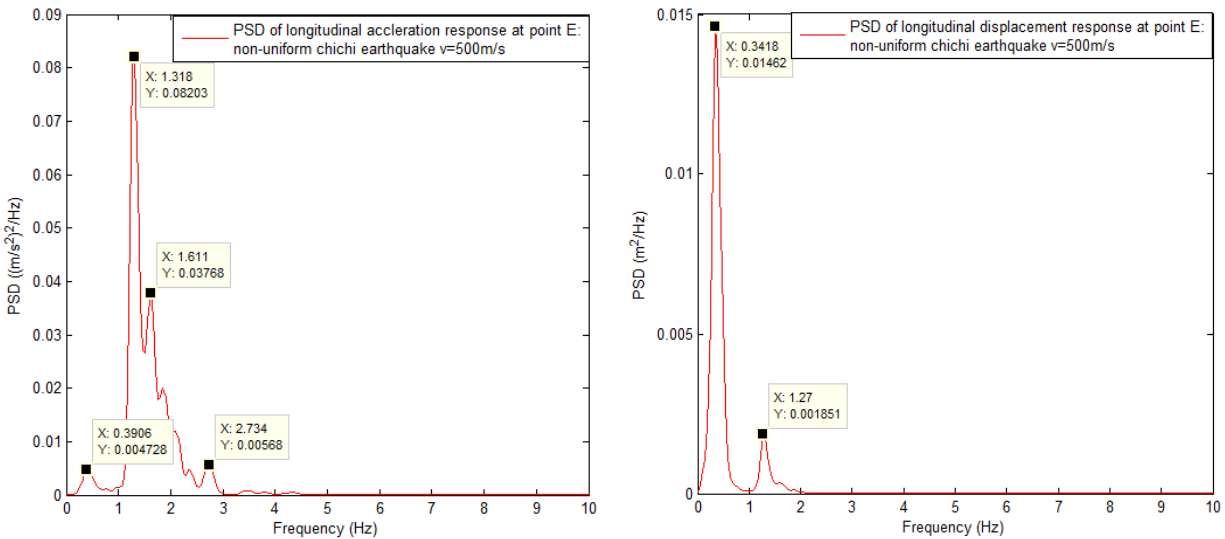 PSD of longitudinal accleration response at point E:
non-uniform chichi earthquake v=500m/s
0.09
0.08
0.07
0.06
0.05
0.04
0.03
0.02
0.01
0
PSD ((m/s²)²/Hz)
X: 1.318
Y: 0.08203
X: 1.611
Y: 0.03768
X: 0.3906
Y: 0.004728
X: 2.734
Y: 0.00568
0 1 2 3 4 5 6 7 8 9 10
Frequency (Hz)
PSD of longitudinal displacement response at point E:
non-uniform chichi earthquake v=500m/s
0.015
0.01
0.005
0
PSD (m²/Hz)
X: 0.3418
Y: 0.01462
X: 1.27
Y: 0.001851
0 1 2 3 4 5 6 7 8 9 10
Frequency (Hz)